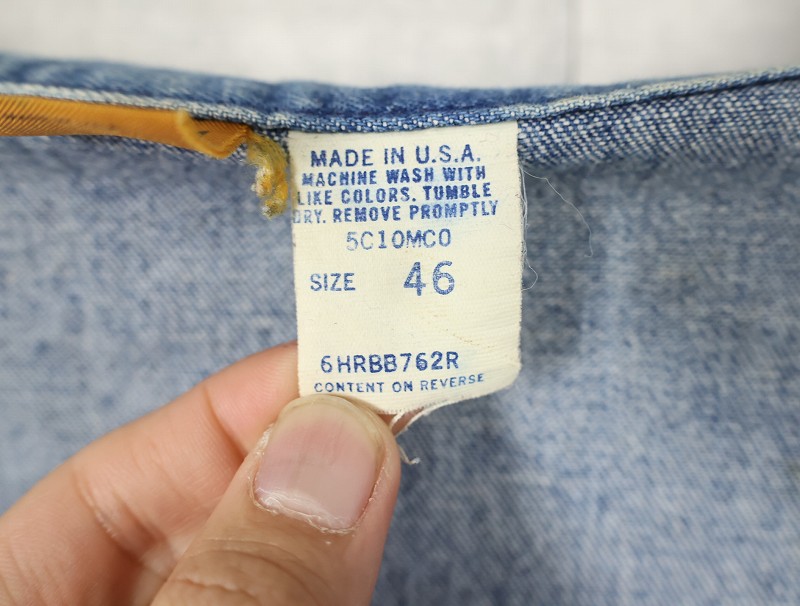 MADE IN U.S.A.
MACHINE WASH WITH
LIKE COLORS. TUMBLE
DRY. REMOVE PROMPTLY
5C10MC0
SIZE 46
6HRBB762R
CONTENT ON REVERSE